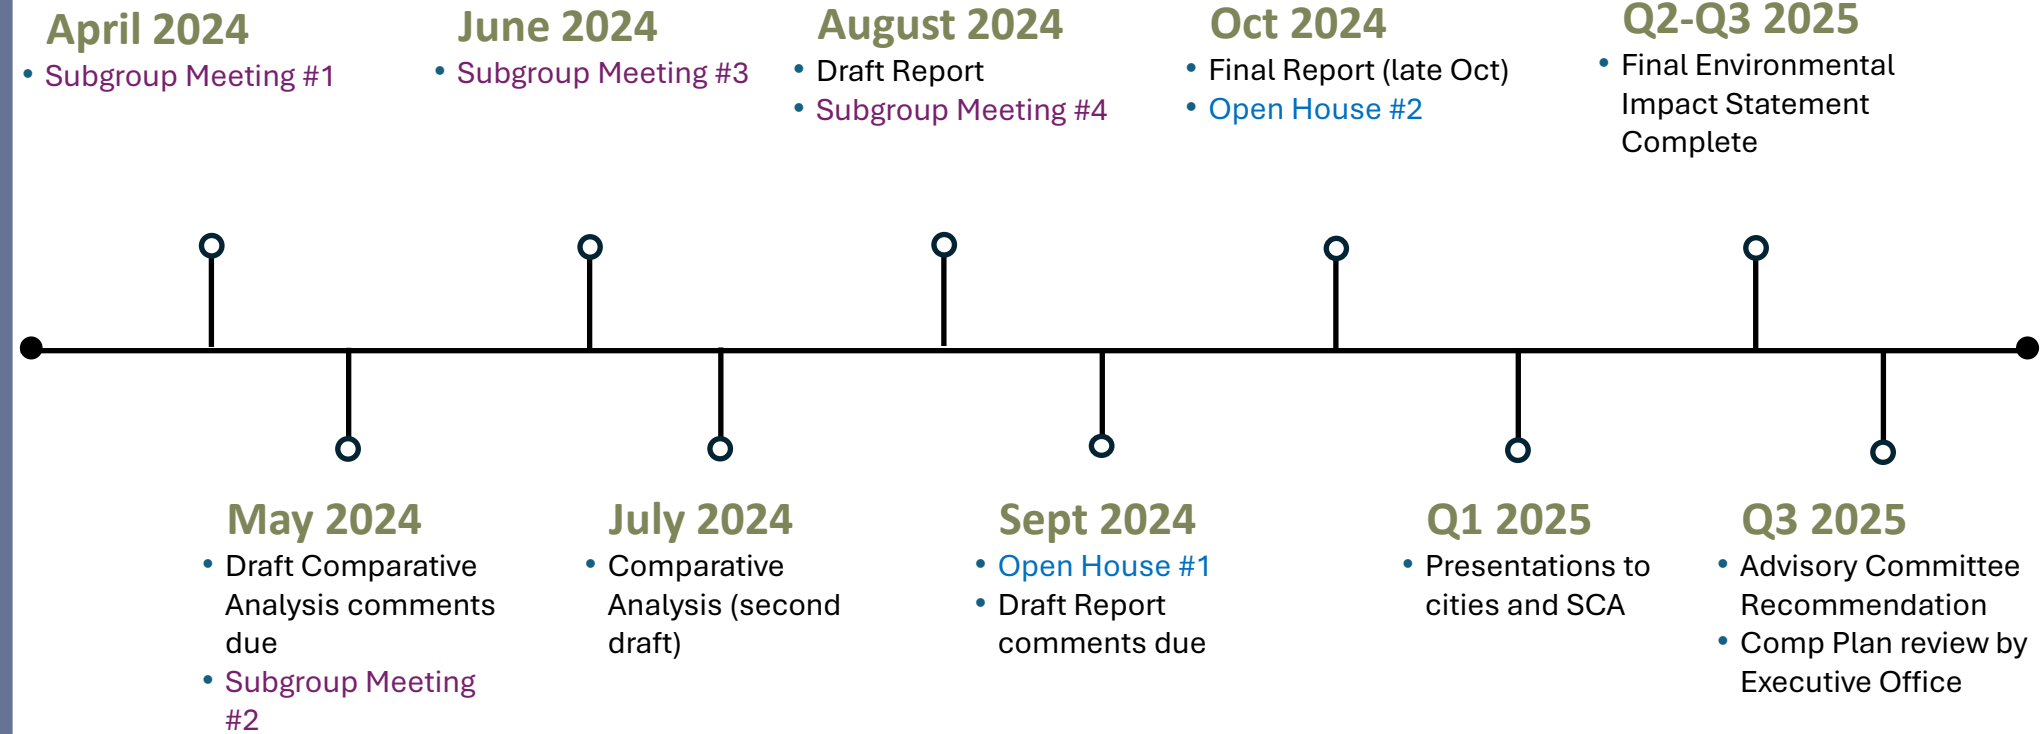 April 2024
• Subgroup Meeting #1
June 2024
• Subgroup Meeting #3
August 2024
• Draft Report
• Subgroup Meeting #4
Oct 2024
• Final Report (late Oct)
• Open House #2
Q2-Q3 2025
• Final Environmental
Impact Statement
Complete
May 2024
• Draft Comparative
Analysis comments
due
• Subgroup Meeting
#2
July 2024
• Comparative
Analysis (second
draft)
Sept 2024
• Open House #1
• Draft Report
comments due
Q1 2025
• Presentations to
cities and SCA
Q3 2025
• Advisory Committee
Recommendation
• Comp Plan review by
Executive Office